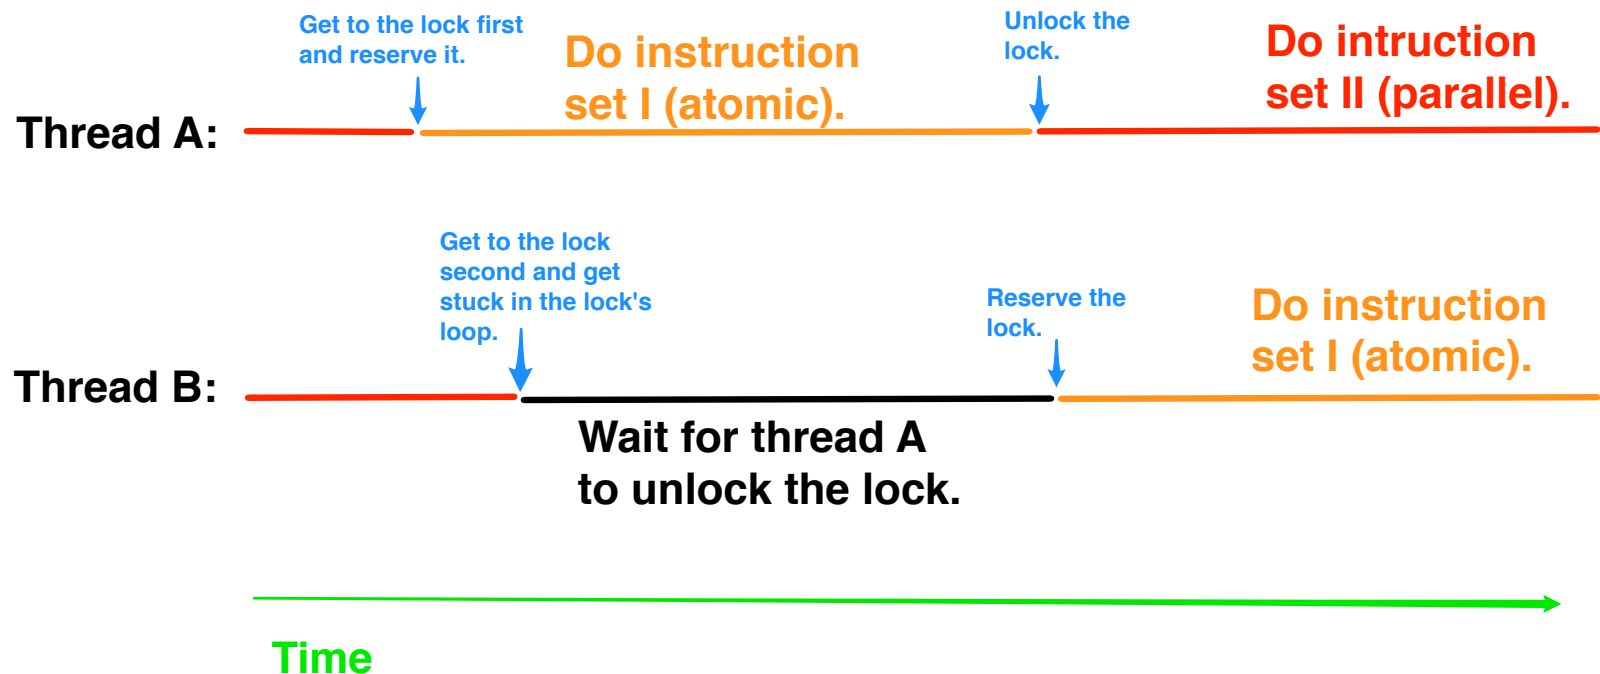 Get to the lock first
and reserve it.
Do instruction
set I (atomic).
Unlock the
lock.
Do intruction
set II (parallel).
Thread A:
Get to the lock
second and get
stuck in the lock's
loop.
Reserve the
lock.
Do instruction
set I (atomic).
Thread B:
Wait for thread A
to unlock the lock.
Time